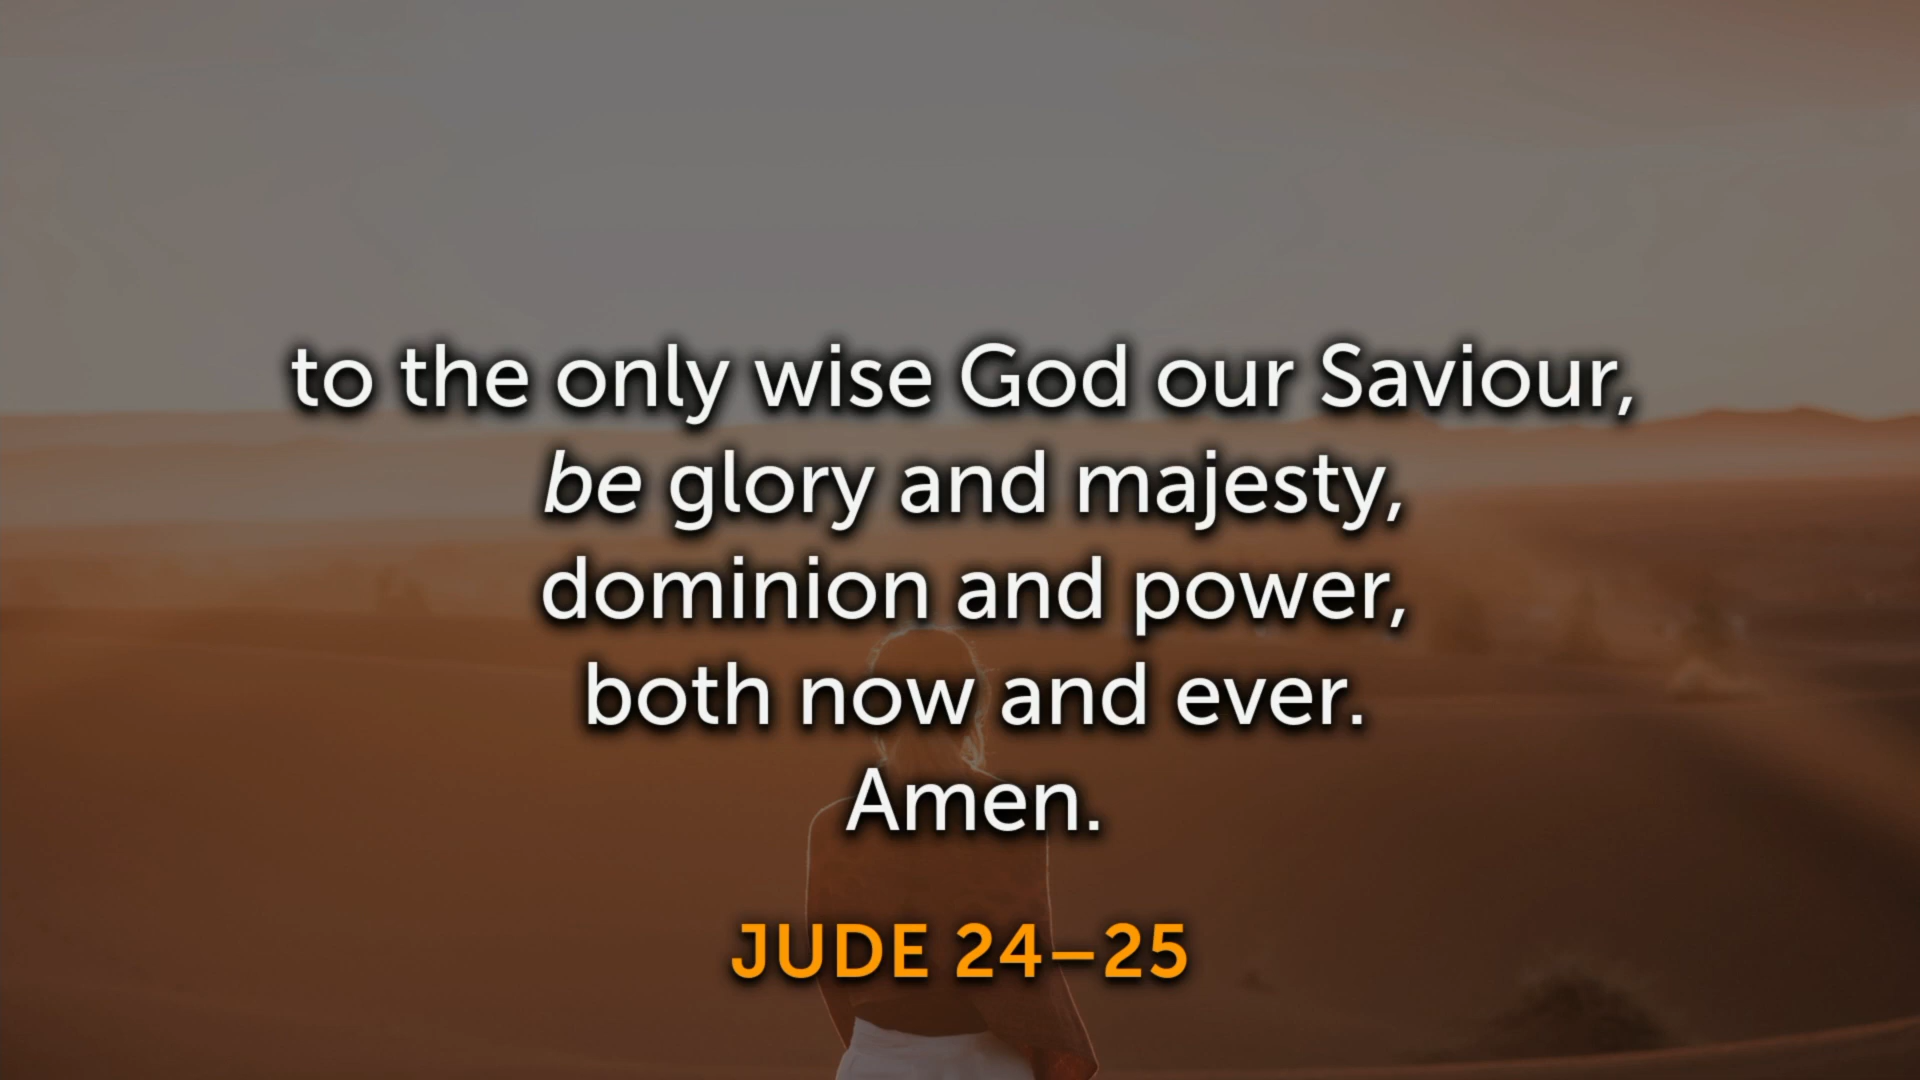 to the only wise God our Saviour,
be glory and majesty,
dominion and power,
both now and ever.
Amen.
JUDE 24–25